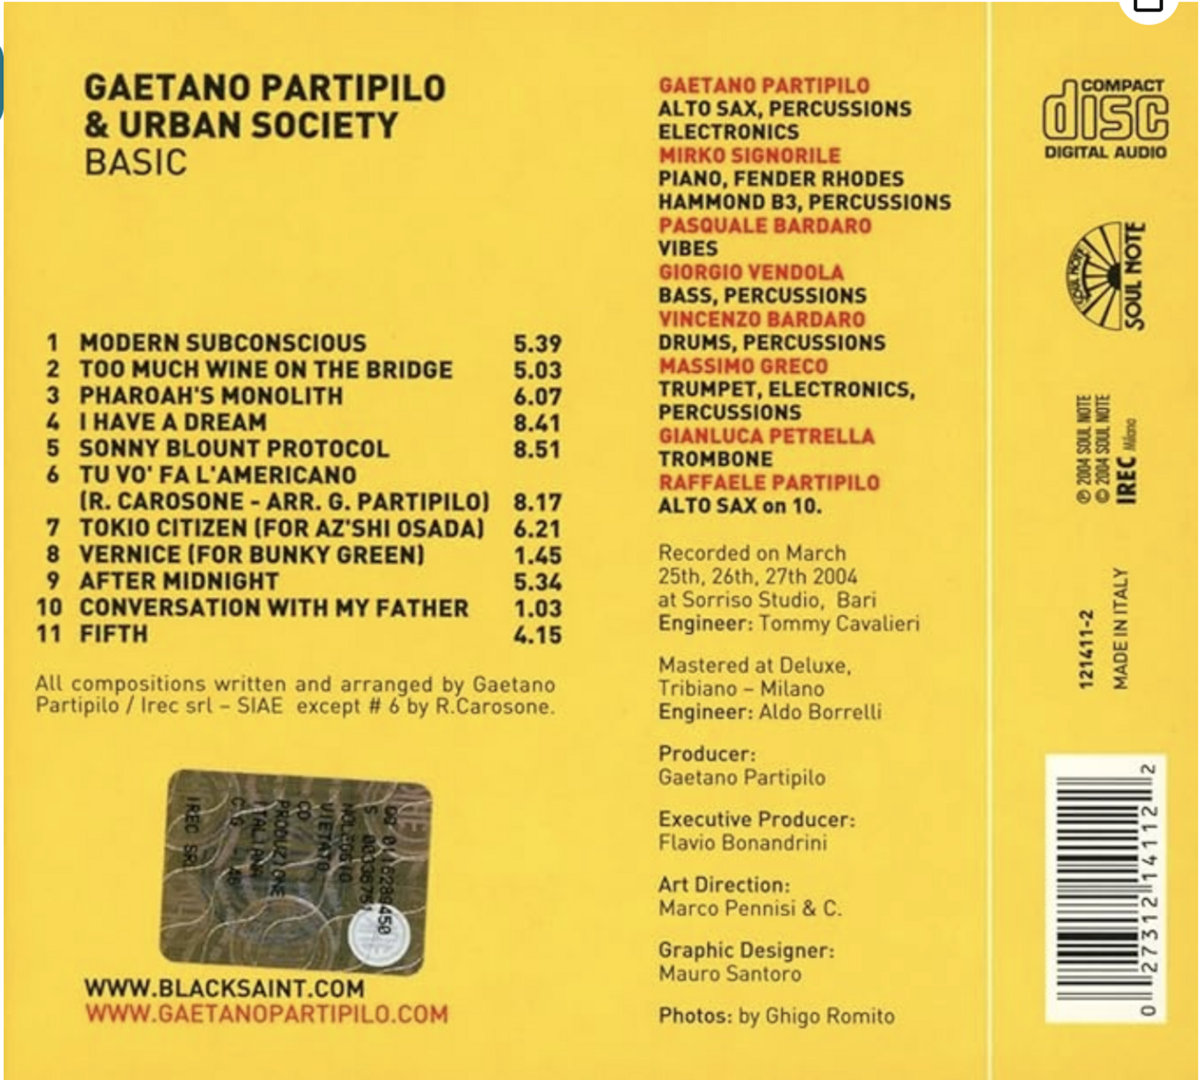 GAETANO PARTIPILO
& URBAN SOCIETY
BASIC
1 MODERN SUBCONSCIOUS 5.39
2 TOO MUCH WINE ON THE BRIDGE 5.03
3 PHAROAH'S MONOLITH 6.07
4 I HAVE A DREAM 8.41
5 SONNY BLOUNT PROTOCOL 8.51
6 TU VO' FA L'AMERICANO
(R. CAROSONE - ARR. G. PARTIPILO) 8.17
7 TOKIO CITIZEN (FOR AZ'SHI OSADA) 6.21
8 VERNICE (FOR BUNKY GREEN) 1.45
9 AFTER MIDNIGHT 5.34
10 CONVERSATION WITH MY FATHER 1.03
11 FIFTH 4.15
All compositions written and arranged by Gaetano
Partipilo / Irec srl – SIAE except # 6 by R.Carosone.
S
NOLEGGIO
VIETATO
CD
PRODUZIONE
ITALIANA
IREC SRL
WWW.BLACKSAINT.COM
WWW.GAETANOPARTIPILO.COM
GAETANO PARTIPILO
ALTO SAX, PERCUSSIONS
ELECTRONICS
MIRKO SIGNORILE
PIANO, FENDER RHODES
HAMMOND B3, PERCUSSIONS
PASQUALE BARDARO
VIBES
GIORGIO VENDOLA
BASS, PERCUSSIONS
VINCENZO BARDARO
DRUMS, PERCUSSIONS
MASSIMO GRECO
TRUMPET, ELECTRONICS,
PERCUSSIONS
GIANLUCA PETRELLA
TROMBONE
RAFFAELE PARTIPILO
ALTO SAX on 10.
Recorded on March
25th, 26th, 27th 2004
at Sorriso Studio, Bari
Engineer: Tommy Cavalieri
Mastered at Deluxe,
Tribiano – Milano
Engineer: Aldo Borrelli
Producer:
Gaetano Partipilo
Executive Producer:
Flavio Bonandrini
Art Direction:
Marco Pennisi & C.
Graphic Designer:
Mauro Santoro
Photos: by Ghigo Romito
COMPACT
disc
DIGITAL AUDIO
SOUL NOTE
SOUL NOTE
℗ 2004 SOUL NOTE
© 2004 SOUL NOTE
IREC Milano
121411-2
MADE IN ITALY
0 27312 14112 2